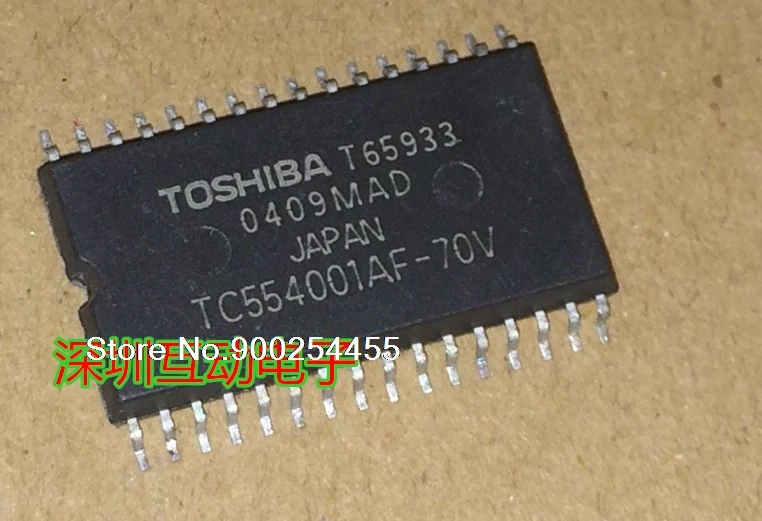 TOSHIBA T65933
0409MAD
JAPAN
TC554001AF-70V
深圳互动电子
Store No.900254455